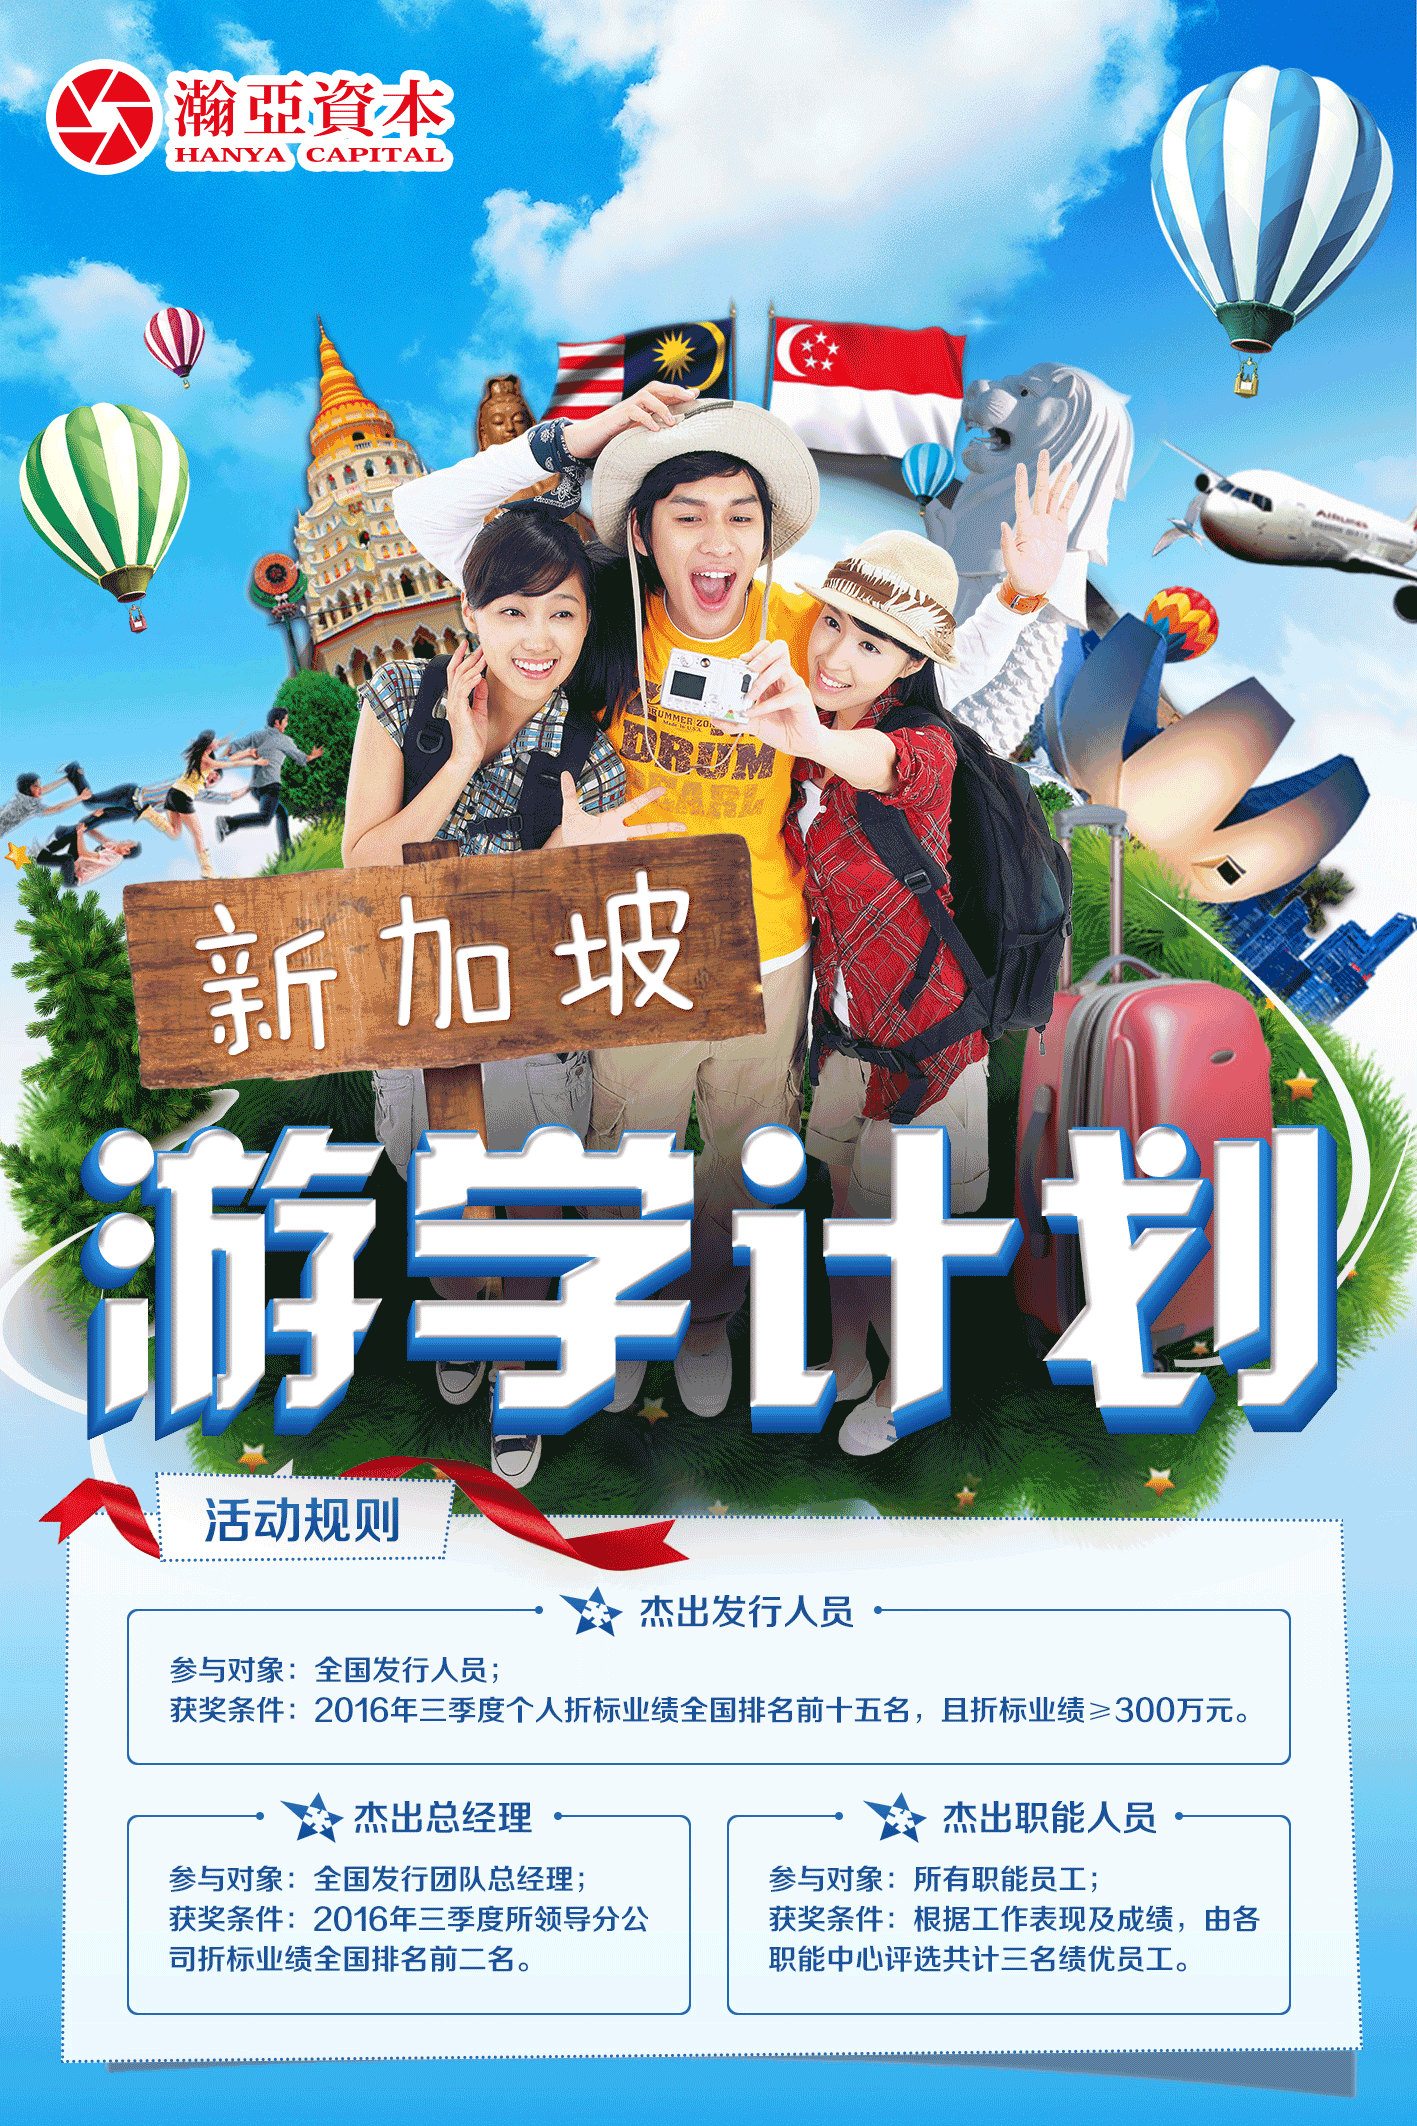 瀚亞資本
HANYA CAPITAL
AIRLINES
DRUMMER ZON
Made in U.S.A.
DRUM
PEARL
新加坡
游学计划
活动规则
杰出发行人员
参与对象：全国发行人员；
获奖条件：2016年三季度个人折标业绩全国排名前十五名，且折标业绩≥300万元。
杰出总经理
参与对象：全国发行团队总经理；
获奖条件：2016年三季度所领导分公
司折标业绩全国排名前二名。
杰出职能人员
参与对象：所有职能员工；
获奖条件：根据工作表现及成绩，由各
职能中心评选共计三名绩优员工。